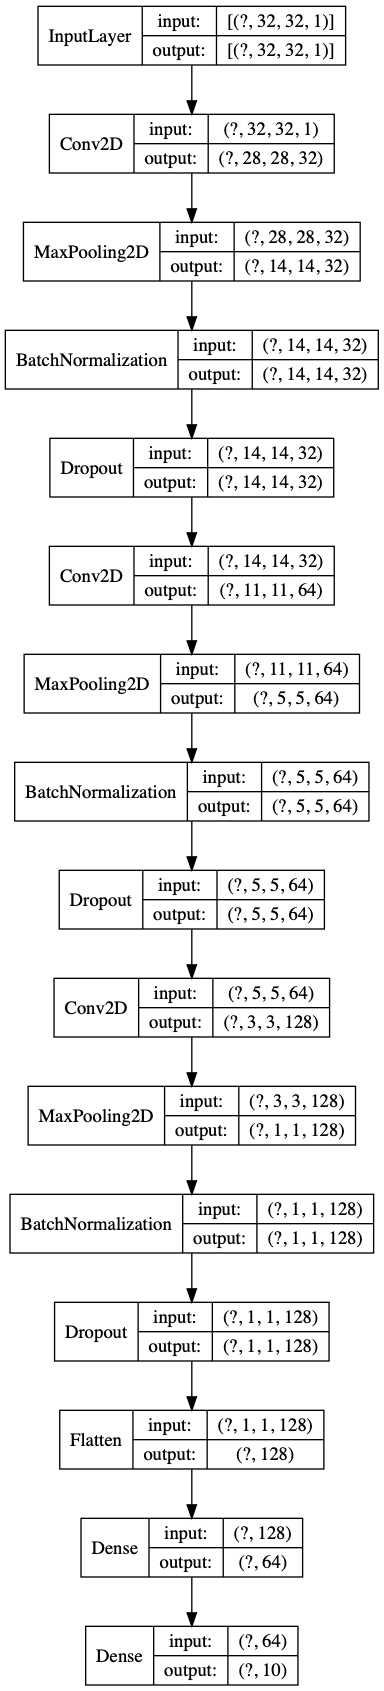 InputLayer
input: [(?, 32, 32, 1)]
output: [(?, 32, 32, 1)]
Conv2D
input: (?, 32, 32, 1)
output: (?, 28, 28, 32)
MaxPooling2D
input: (?, 28, 28, 32)
output: (?, 14, 14, 32)
BatchNormalization
input: (?, 14, 14, 32)
output: (?, 14, 14, 32)
Dropout
input: (?, 14, 14, 32)
output: (?, 14, 14, 32)
Conv2D
input: (?, 14, 14, 32)
output: (?, 11, 11, 64)
MaxPooling2D
input: (?, 11, 11, 64)
output: (?, 5, 5, 64)
BatchNormalization
input: (?, 5, 5, 64)
output: (?, 5, 5, 64)
Dropout
input: (?, 5, 5, 64)
output: (?, 5, 5, 64)
Conv2D
input: (?, 5, 5, 64)
output: (?, 3, 3, 128)
MaxPooling2D
input: (?, 3, 3, 128)
output: (?, 1, 1, 128)
BatchNormalization
input: (?, 1, 1, 128)
output: (?, 1, 1, 128)
Dropout
input: (?, 1, 1, 128)
output: (?, 1, 1, 128)
Flatten
input: (?, 1, 1, 128)
output: (?, 128)
Dense
input: (?, 128)
output: (?, 64)
Dense
input: (?, 64)
output: (?, 10)